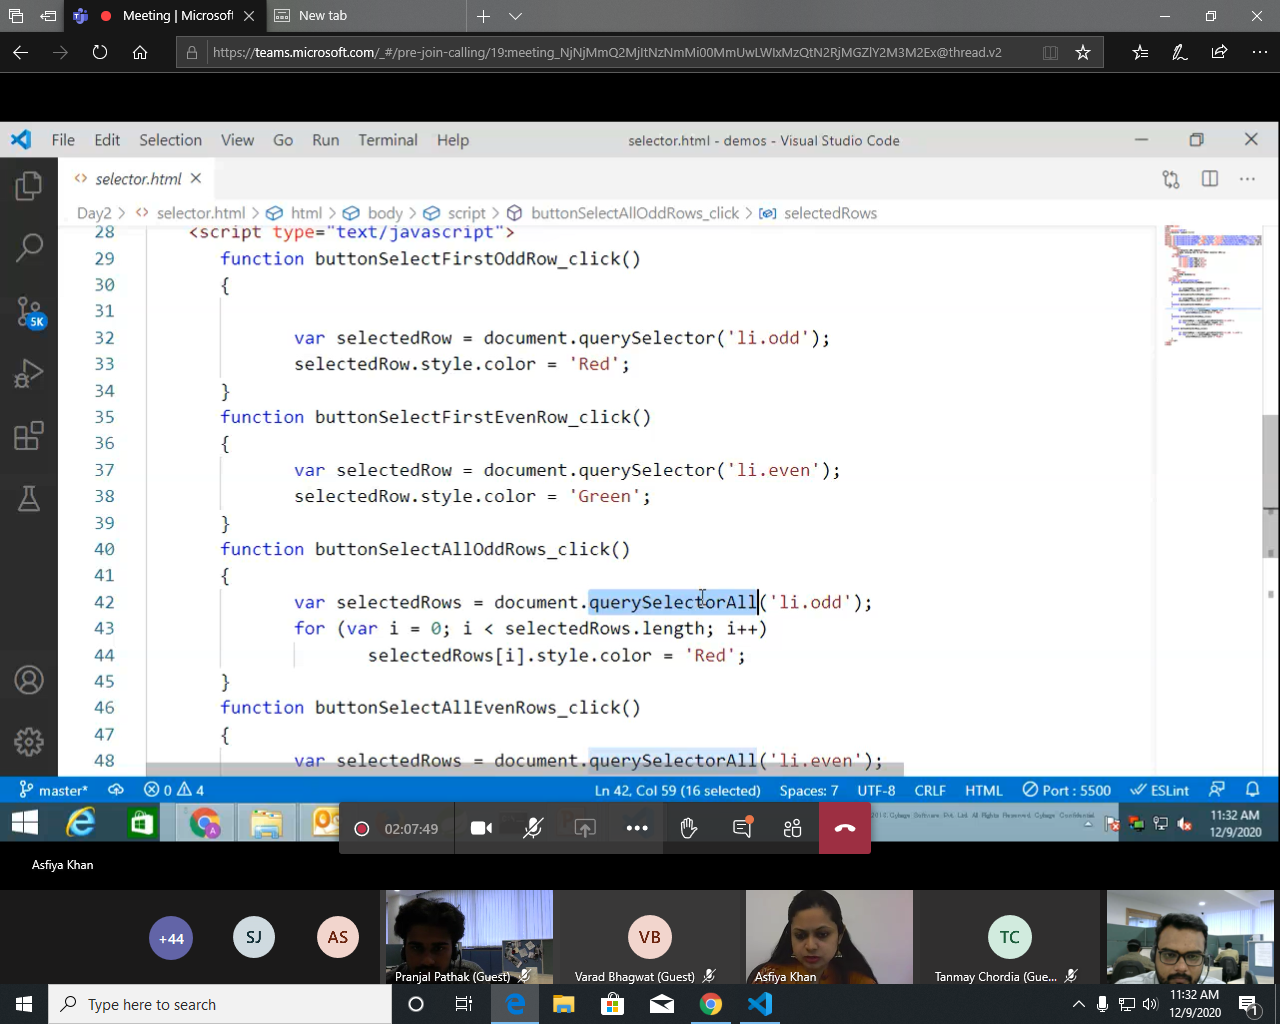 Meeting | Microsoft
New tab
https://teams.microsoft.com/_#/pre-join-calling/19:meeting_NjNjMmQ2MjItNzNmMi00MmUwLWIxMzQtN2RjMGZlY2M3M2Ex@thread.v2
File Edit Selection View Go Run Terminal Help
selector.html - demos - Visual Studio Code
selector.html
Day2 > selector.html > html > body > script > buttonSelectAllOddRows_click > selectedRows
28 <script type="text/javascript">
29 function buttonSelectFirstOddRow_click()
30 {
31
32 var selectedRow = document.querySelector('li.odd');
33 selectedRow.style.color = 'Red';
34 }
35 function buttonSelectFirstEvenRow_click()
36 {
37 var selectedRow = document.querySelector('li.even');
38 selectedRow.style.color = 'Green';
39 }
40 function buttonSelectAllOddRows_click()
41 {
42 var selectedRows = document.querySelectorAll('li.odd');
43 for (var i = 0; i < selectedRows.length; i++)
44 selectedRows[i].style.color = 'Red';
45 }
46 function buttonSelectAllEvenRows_click()
47 {
48 var selectedRows = document.querySelectorAll('li.even');
5K
master* 0 4 Ln 42, Col 59 (16 selected) Spaces: 7 UTF-8 CRLF HTML Port : 5500 ESLint
02:07:49
11:32 AM
12/9/2020
Asfiya Khan
+44 SJ AS VB TC
Pranjal Pathak (Guest) Varad Bhagwat (Guest) Asfiya Khan Tanmay Chordia (Gue...
Type here to search
11:32 AM
12/9/2020
1